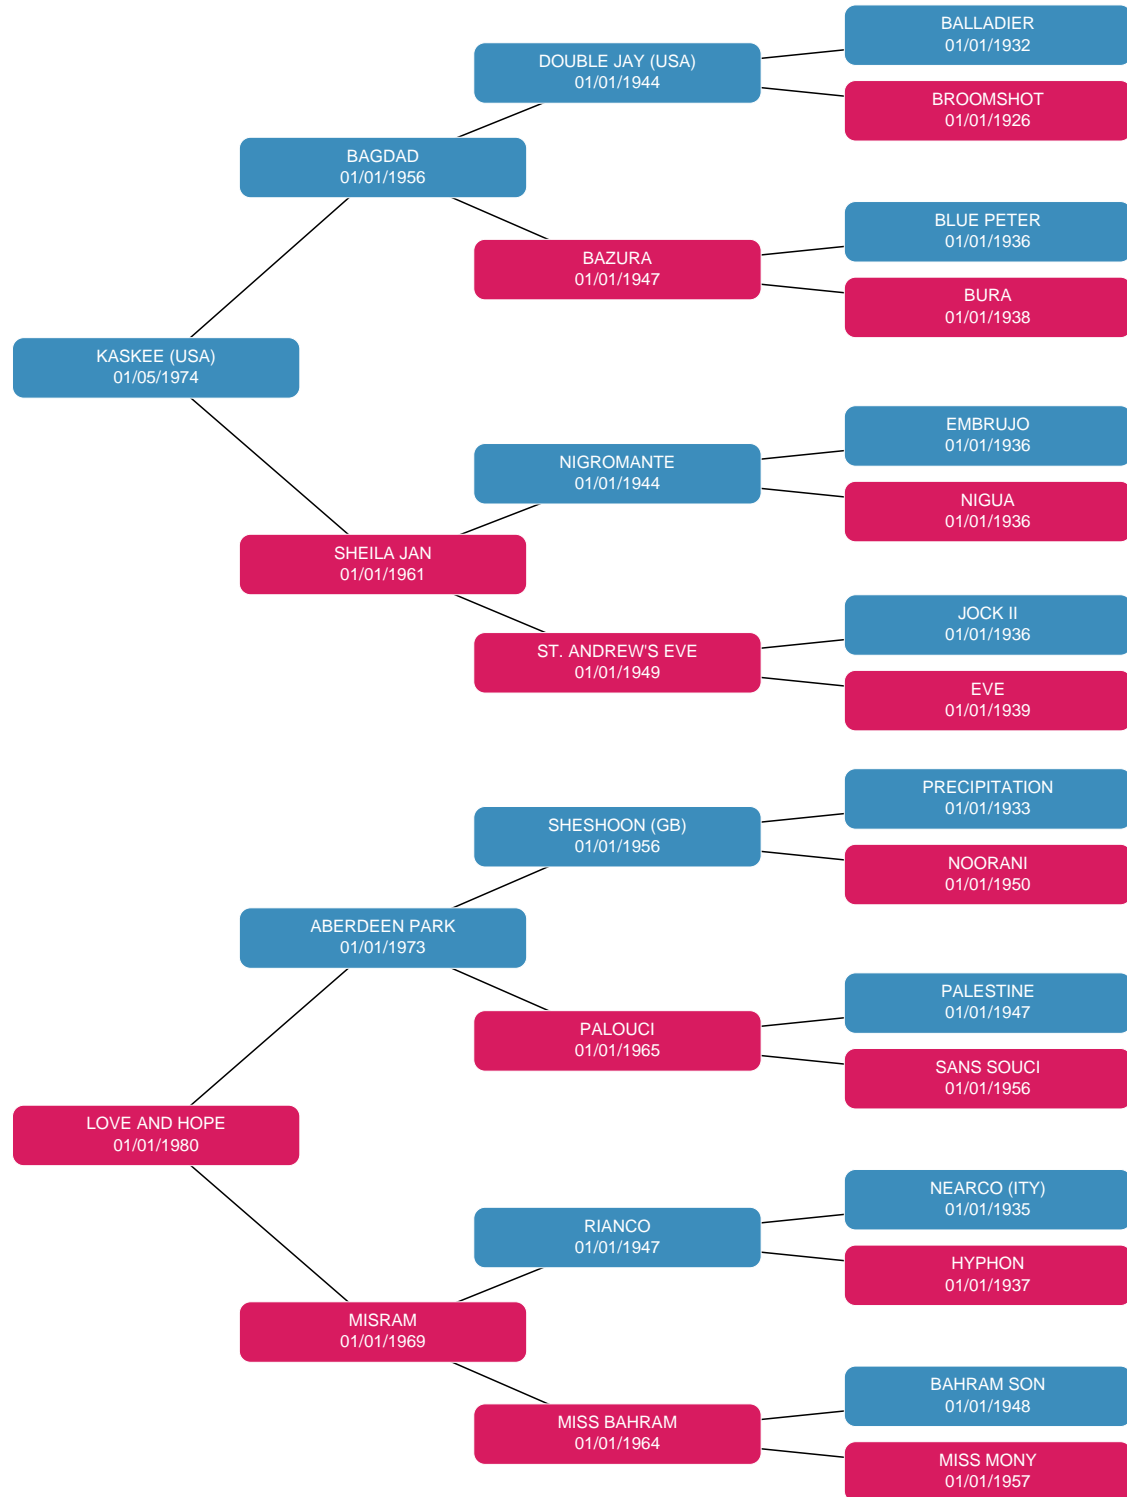 BALLADIER
01/01/1932
DOUBLE JAY (USA)
01/01/1944
BROOMSHOT
01/01/1926
BAGDAD
01/01/1956
BLUE PETER
01/01/1936
BAZURA
01/01/1947
BURA
01/01/1938
KASKEE (USA)
01/05/1974
EMBRUJO
01/01/1936
NIGROMANTE
01/01/1944
NIGUA
01/01/1936
SHEILA JAN
01/01/1961
JOCK II
01/01/1936
ST. ANDREW'S EVE
01/01/1949
EVE
01/01/1939
PRECIPITATION
01/01/1933
SHESHOON (GB)
01/01/1956
NOORANI
01/01/1950
ABERDEEN PARK
01/01/1973
PALESTINE
01/01/1947
PALOUCI
01/01/1965
SANS SOUCI
01/01/1956
LOVE AND HOPE
01/01/1980
NEARCO (ITY)
01/01/1935
RIANCO
01/01/1947
HYPHON
01/01/1937
MISRAM
01/01/1969
BAHRAM SON
01/01/1948
MISS BAHRAM
01/01/1964
MISS MONY
01/01/1957